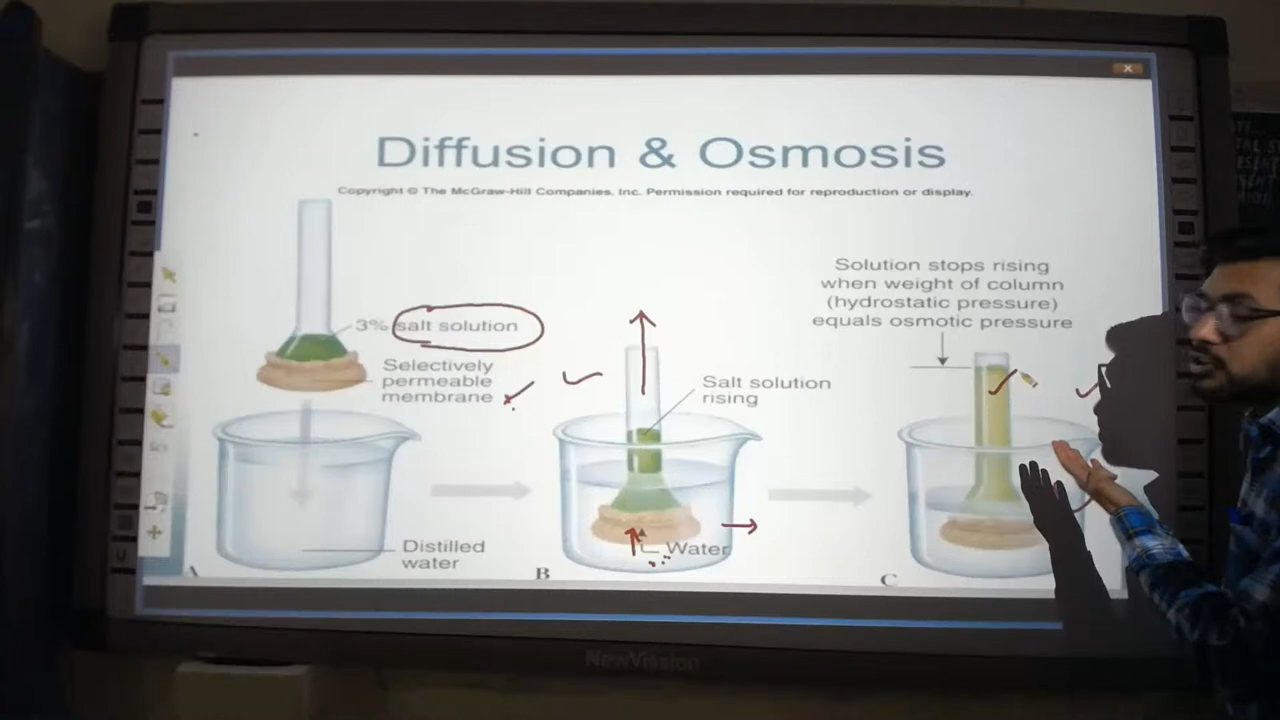 Diffusion & Osmosis
Copyright © The McGraw-Hill Companies, Inc. Permission required for reproduction or display.
3% salt solution
Selectively
permeable
membrane
Distilled
water
A
Salt solution
rising
Water
B
Solution stops rising
when weight of column
(hydrostatic pressure)
equals osmotic pressure
C
NewVission